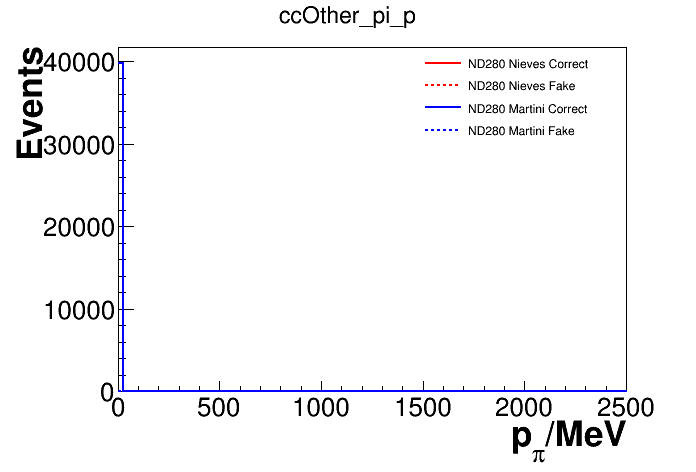 ccOther_pi_p
Events
40000
30000
20000
10000
0
ND280 Nieves Correct
ND280 Nieves Fake
ND280 Martini Correct
ND280 Martini Fake
0 500 1000 1500 2000 2500
pπ/MeV